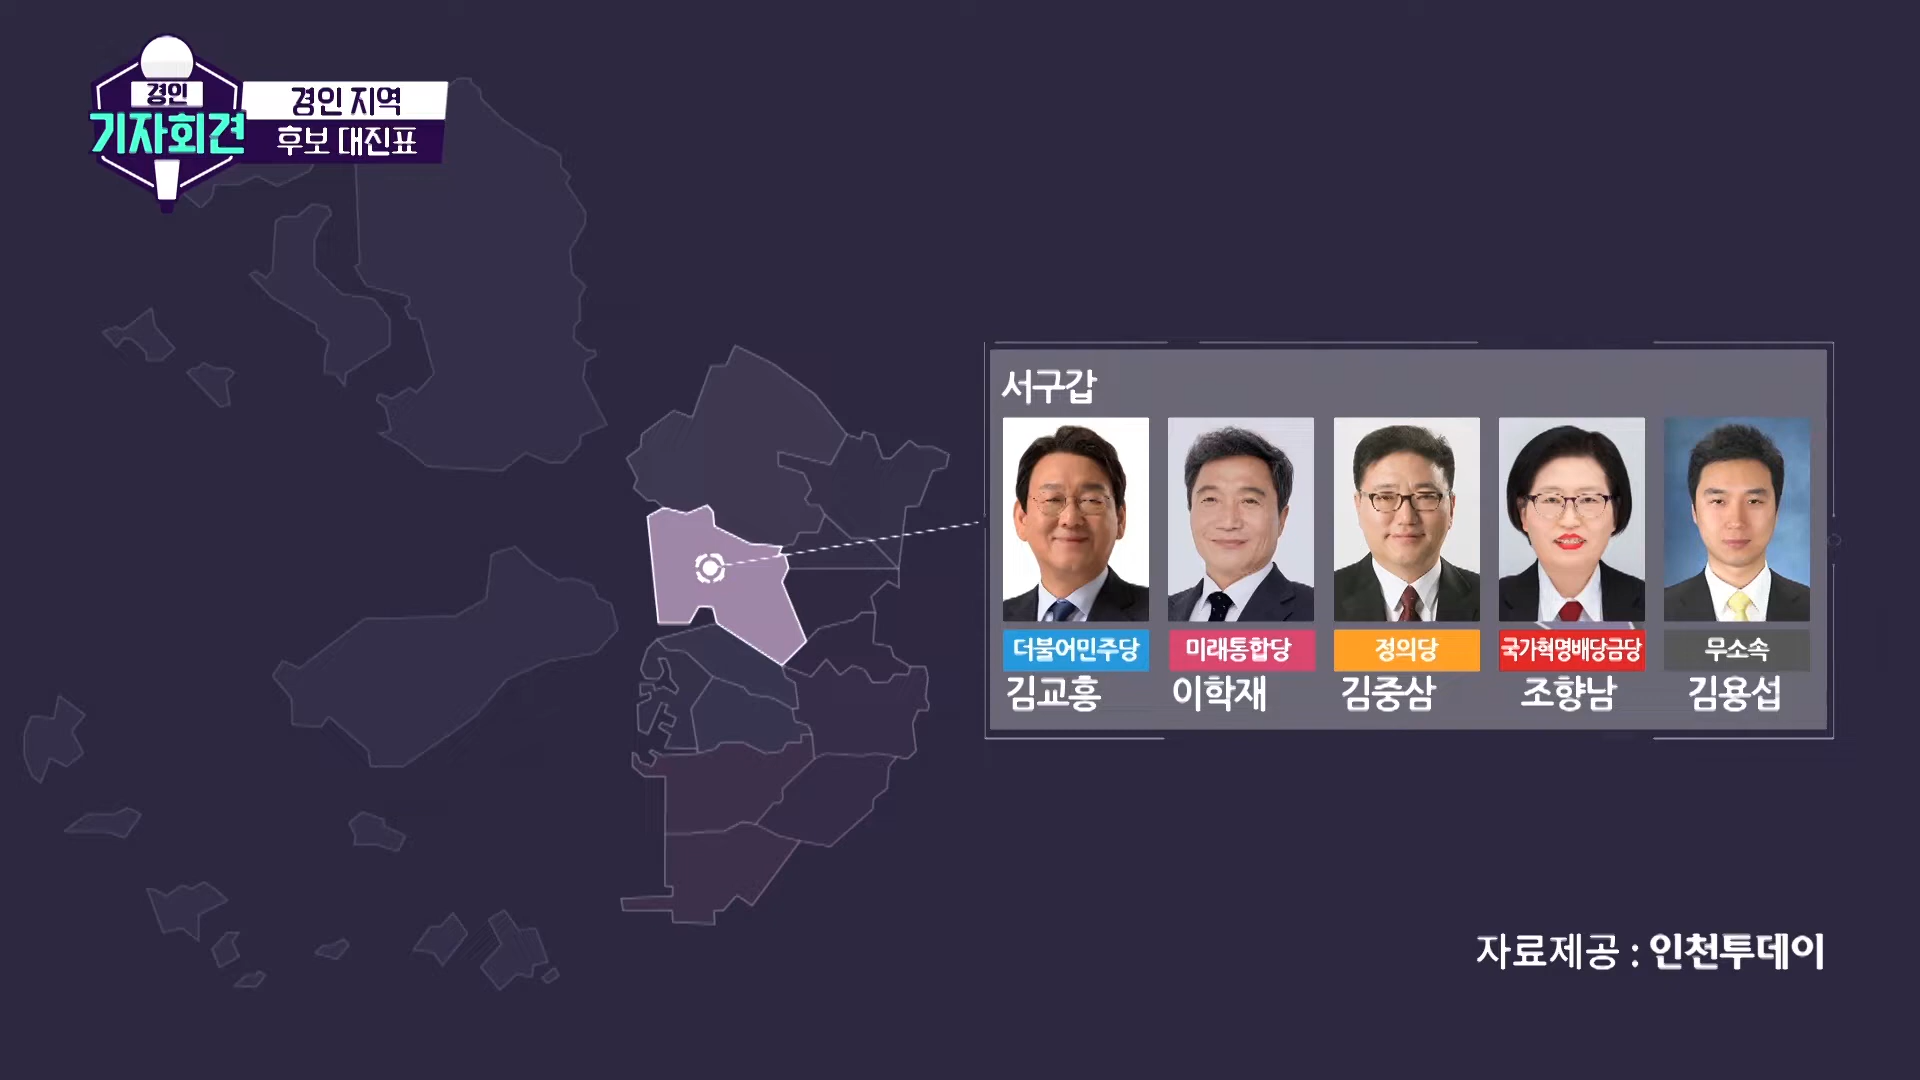 경인
기자회견
경인 지역
후보 대진표
서구갑
더불어민주당
미래통합당
정의당
국가혁명배당금당
무소속
김교흥
이학재
김중삼
조향남
김용섭
자료제공 : 인천투데이